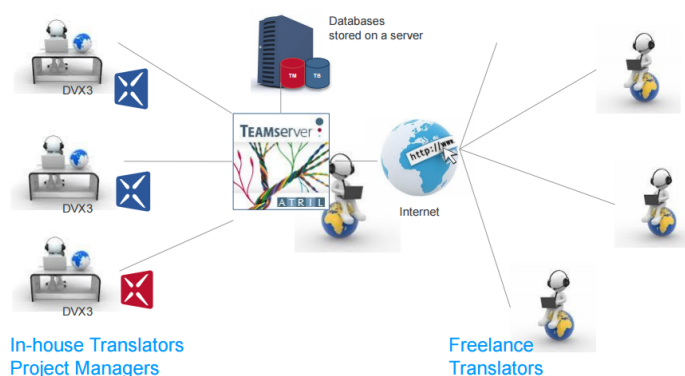 Databases
stored on a server
TM
TB
DVX3
TEAMserver
http://www.
ATRIL
DVX3
Internet
DVX3
In-house Translators
Project Managers
Freelance
Translators